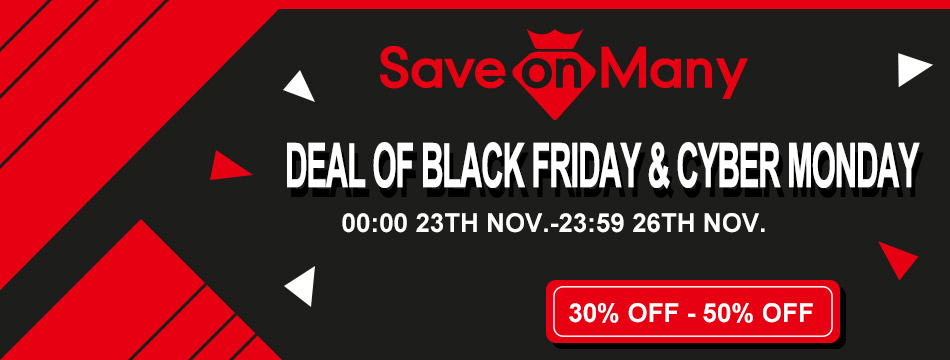 Save on Many
DEAL OF BLACK FRIDAY & CYBER MONDAY
00:00 23TH NOV.-23:59 26TH NOV.
30% OFF - 50% OFF